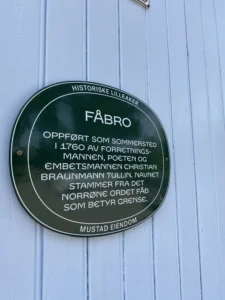 HISTORISKE LILLEAKER
FÅBRO
OPPFØRT SOM SOMMERSTED
I 1760 AV FORRETNINGS-
MANNEN, POETEN OG
EMBETSMANNEN CHRISTIAN
BRAUNMANN TULLIN. NAVNET
STAMMER FRA DET
NORRØNE ORDET FÅD
SOM BETYR GRENSE.
MUSTAD EIENDOM